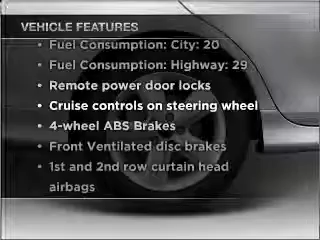 VEHICLE FEATURES
• Fuel Consumption: City: 20
• Fuel Consumption: Highway: 29
• Remote power door locks
• Cruise controls on steering wheel
• 4-wheel ABS Brakes
• Front Ventilated disc brakes
• 1st and 2nd row curtain head
airbags